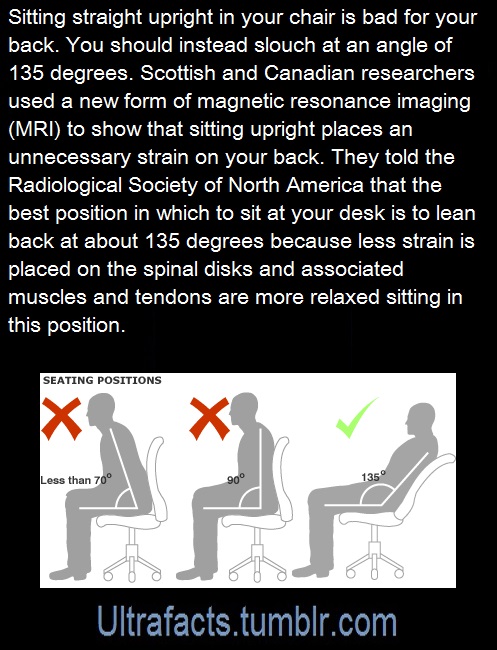 Sitting straight upright in your chair is bad for your
back. You should instead slouch at an angle of
135 degrees. Scottish and Canadian researchers
used a new form of magnetic resonance imaging
(MRI) to show that sitting upright places an
unnecessary strain on your back. They told the
Radiological Society of North America that the
best position in which to sit at your desk is to lean
back at about 135 degrees because less strain is
placed on the spinal disks and associated
muscles and tendons are more relaxed sitting in
this position.
SEATING POSITIONS
Less than 70°
90°
135°
Ultrafacts.tumblr.com